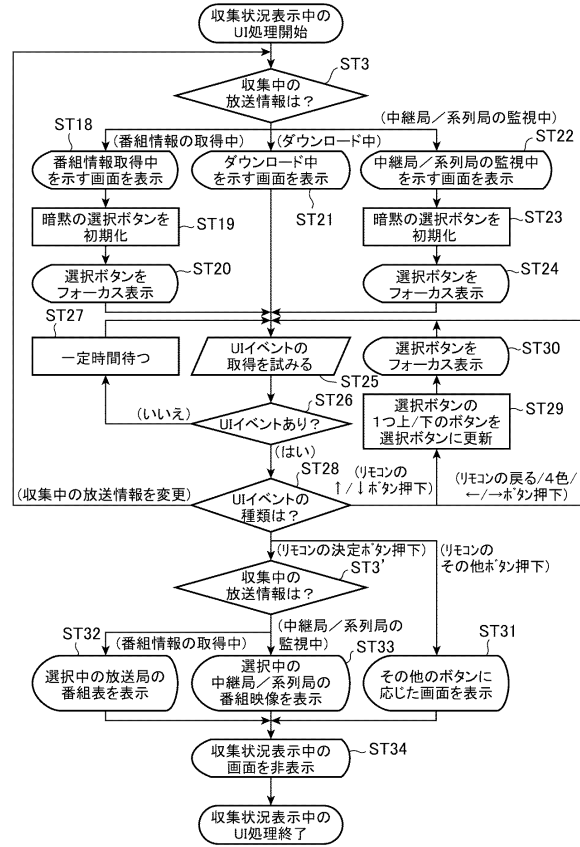 収集状況表示中の
UI処理開始
ST3
収集中の
放送情報は？
(中継局／系列局の監視中)
ST18
(番組情報の取得中)
(ダウンロード中)
ST22
番組情報取得中
を示す画面を表示
ダウンロード中
を示す画面を表示
中継局／系列局の監視中
を示す画面を表示
ST21
暗黙の選択ボタンを
初期化
ST19
暗黙の選択ボタンを
初期化
ST23
選択ボタンを
フォーカス表示
ST20
選択ボタンを
フォーカス表示
ST24
ST27
一定時間待つ
UIイベントの
取得を試みる
ST25
選択ボタンを
フォーカス表示
ST30
ST26
(いいえ)
UIイベントあり？
(はい)
選択ボタンの
1つ上/下のボタンを
選択ボタンに更新
ST29
ST28
(収集中の放送情報を変更)
UIイベントの
種類は？
(リモコンの
↑/↓ボタン押下)
(リモコンの戻る/4色/
←/→ボタン押下)
(リモコンの決定ボタン押下)
ST3'
(リモコンの
その他ボタン押下)
収集中の
放送情報は？
ST32
(番組情報の取得中)
(中継局／系列局の
監視中)
ST33
ST31
選択中の放送局の
番組表を表示
選択中の
中継局/系列局の
番組映像を表示
その他のボタンに
応じた画面を表示
収集状況表示中の
画面を非表示
ST34
収集状況表示中の
UI処理終了